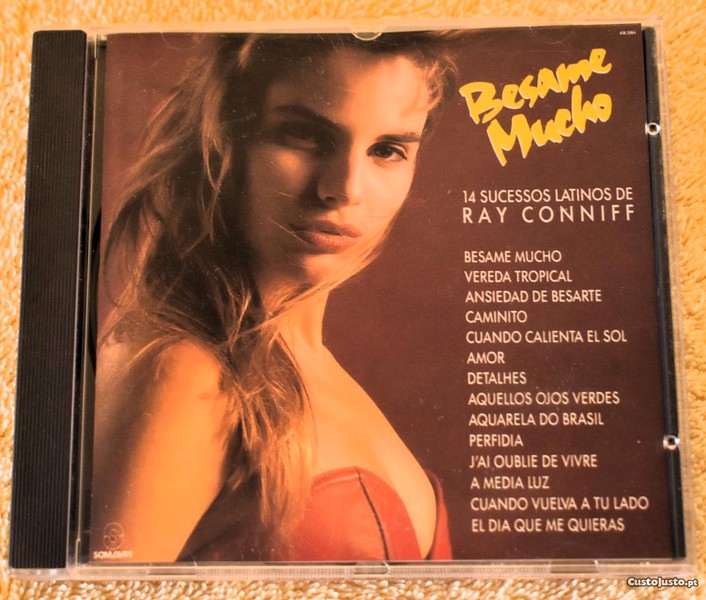 Besame
Mucho
14 SUCESSOS LATINOS DE
RAY CONNIFF
BESAME MUCHO
VEREDA TROPICAL
ANSIEDAD DE BESARTE
CAMINITO
CUANDO CALIENTA EL SOL
AMOR
DETALHES
AQUELLOS OJOS VERDES
AQUARELA DO BRASIL
PERFIDIA
J'AI OUBLIE DE VIVRE
A MEDIA LUZ
CUANDO VUELVA A TU LADO
EL DIA QUE ME QUIERAS
CustoJusto.pt